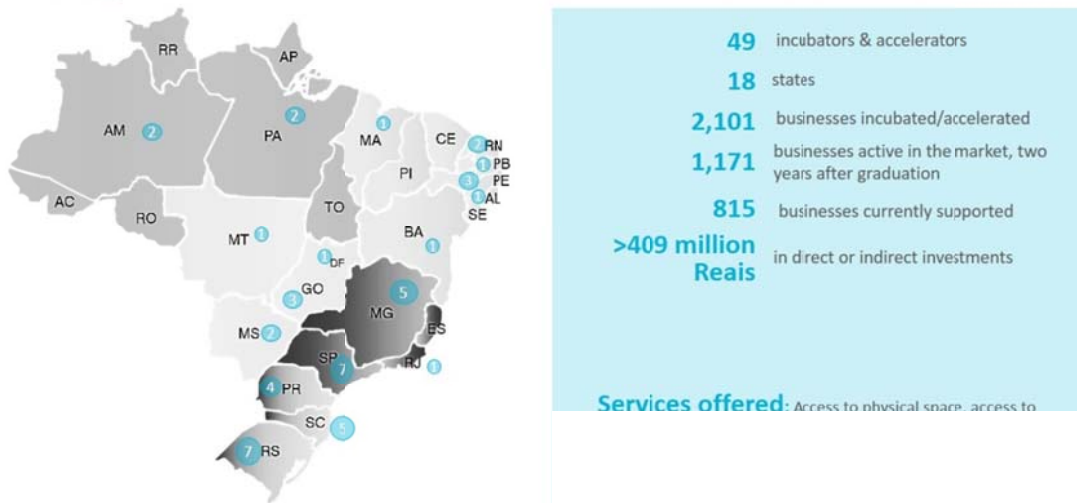 RR
AP
AM
2
PA
2
MA
1
CE
2
RN
1
PB
3
PE
1
AL
SE
PI
AC
RO
TO
MT
1
BA
1
1
DF
GO
3
MG
5
ES
MS
2
SP
7
RJ
1
4
PR
SC
5
7
RS
49 incubators & accelerators
18 states
2,101 businesses incubated/accelerated
1,171 businesses active in the market, two
years after graduation
815 businesses currently supported
>409 million
Reais in direct or indirect investments
Services offered: Access to physical space, access to